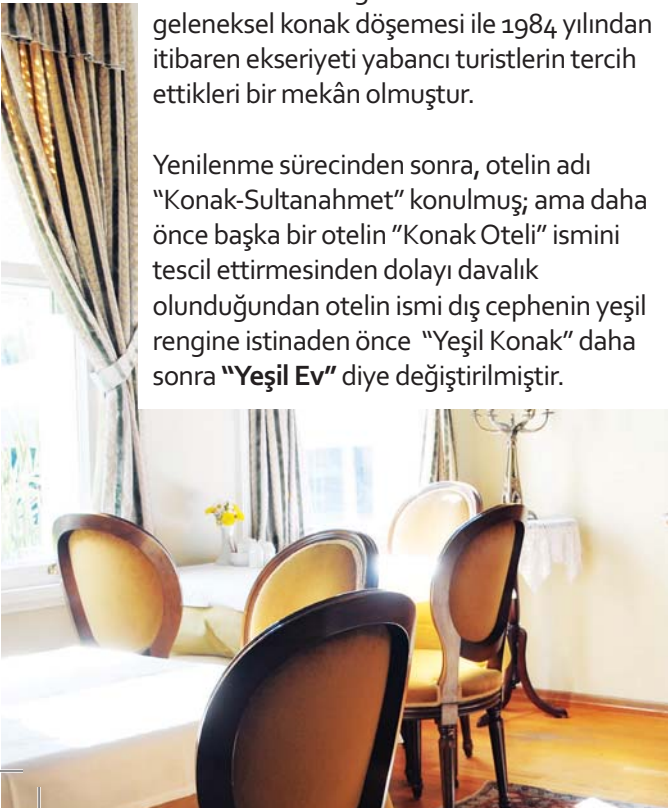 geleneksel konak döşemesi ile 1984 yılından
itibaren ekseriyeti yabancı turistlerin tercih
ettikleri bir mekân olmuştur.
Yenilenme sürecinden sonra, otelin adı
“Konak-Sultanahmet” konulmuş; ama daha
önce başka bir otelin ”Konak Oteli” ismini
tescil ettirmesinden dolayı davalık
olunduğundan otelin ismi dış cephenin yeşil
rengine istinaden önce “Yeşil Konak” daha
sonra “Yeşil Ev” diye değiştirilmiştir.